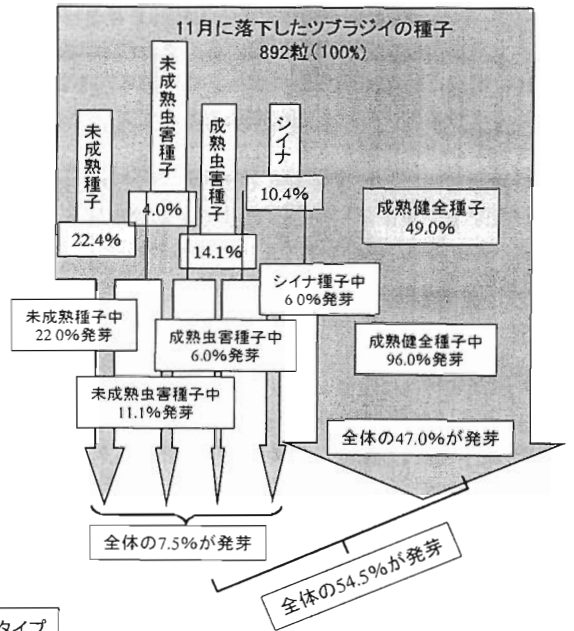 11月に落下したツブラジイの種子
892粒(100%)
未成熟種子
22.4%
未成熟虫害種子
4.0%
成熟虫害種子
14.1%
シイナ
10.4%
成熟健全種子
49.0%
未成熟種子中
22 0%発芽
未成熟虫害種子中
11.1%発芽
成熟虫害種子中
6.0%発芽
シイナ種子中
6 0%発芽
成熟健全種子中
96.0%発芽
全体の47.0%が発芽
全体の7.5%が発芽
全体の54.5%が発芽
タイプ